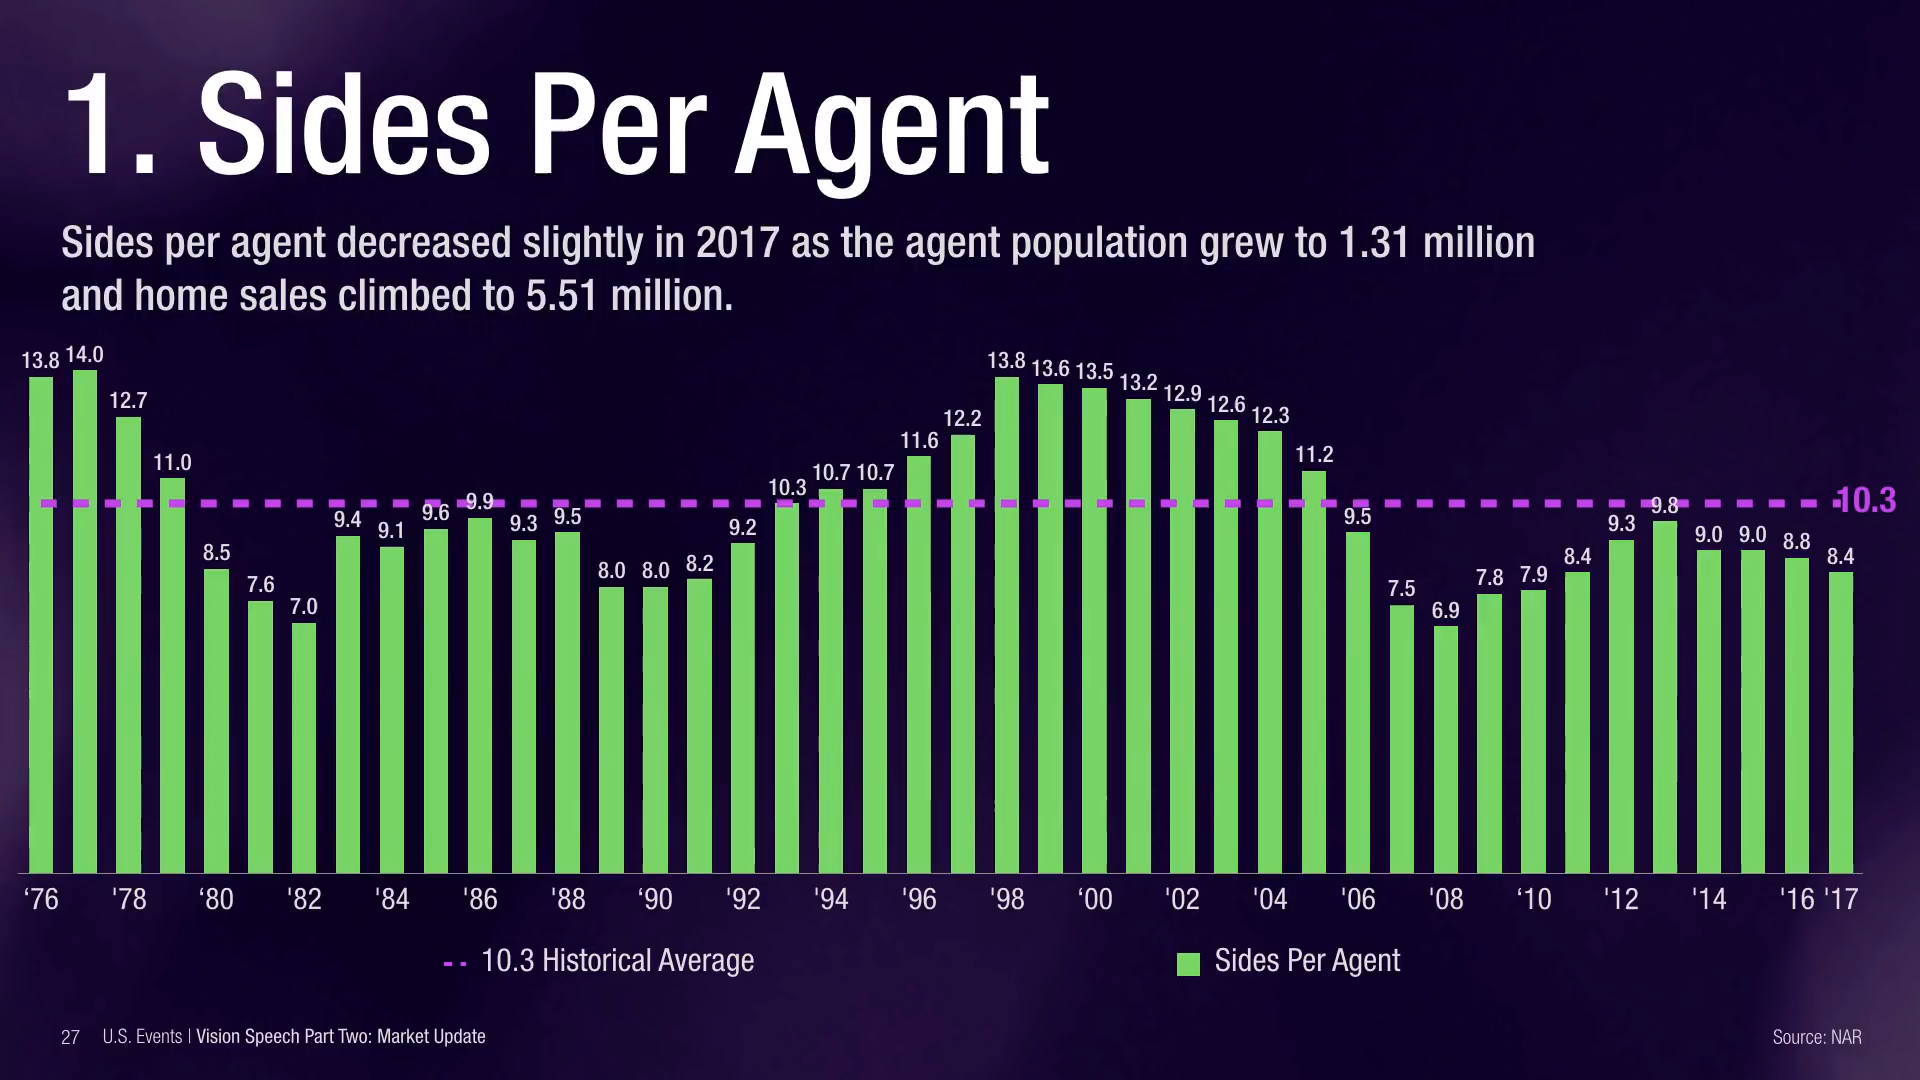 1. Sides Per Agent
Sides per agent decreased slightly in 2017 as the agent population grew to 1.31 million
and home sales climbed to 5.51 million.
13.8 14.0 12.7 11.0 8.5 7.6 7.0 9.4 9.1 9.6 9.9 9.3 9.5 8.0 8.0 8.2 9.2 10.3 10.7 10.7 11.6 12.2 13.8 13.6 13.5 13.2 12.9 12.6 12.3 11.2 9.5 7.5 6.9 7.8 7.9 8.4 9.3 9.8 9.0 9.0 8.8 8.4
10.3
‘76 '78 ‘80 '82 '84 '86 '88 ‘90 '92 '94 '96 '98 ‘00 '02 '04 '06 '08 ‘10 '12 '14 '16 '17
10.3 Historical Average
Sides Per Agent
27 U.S. Events | Vision Speech Part Two: Market Update
Source: NAR